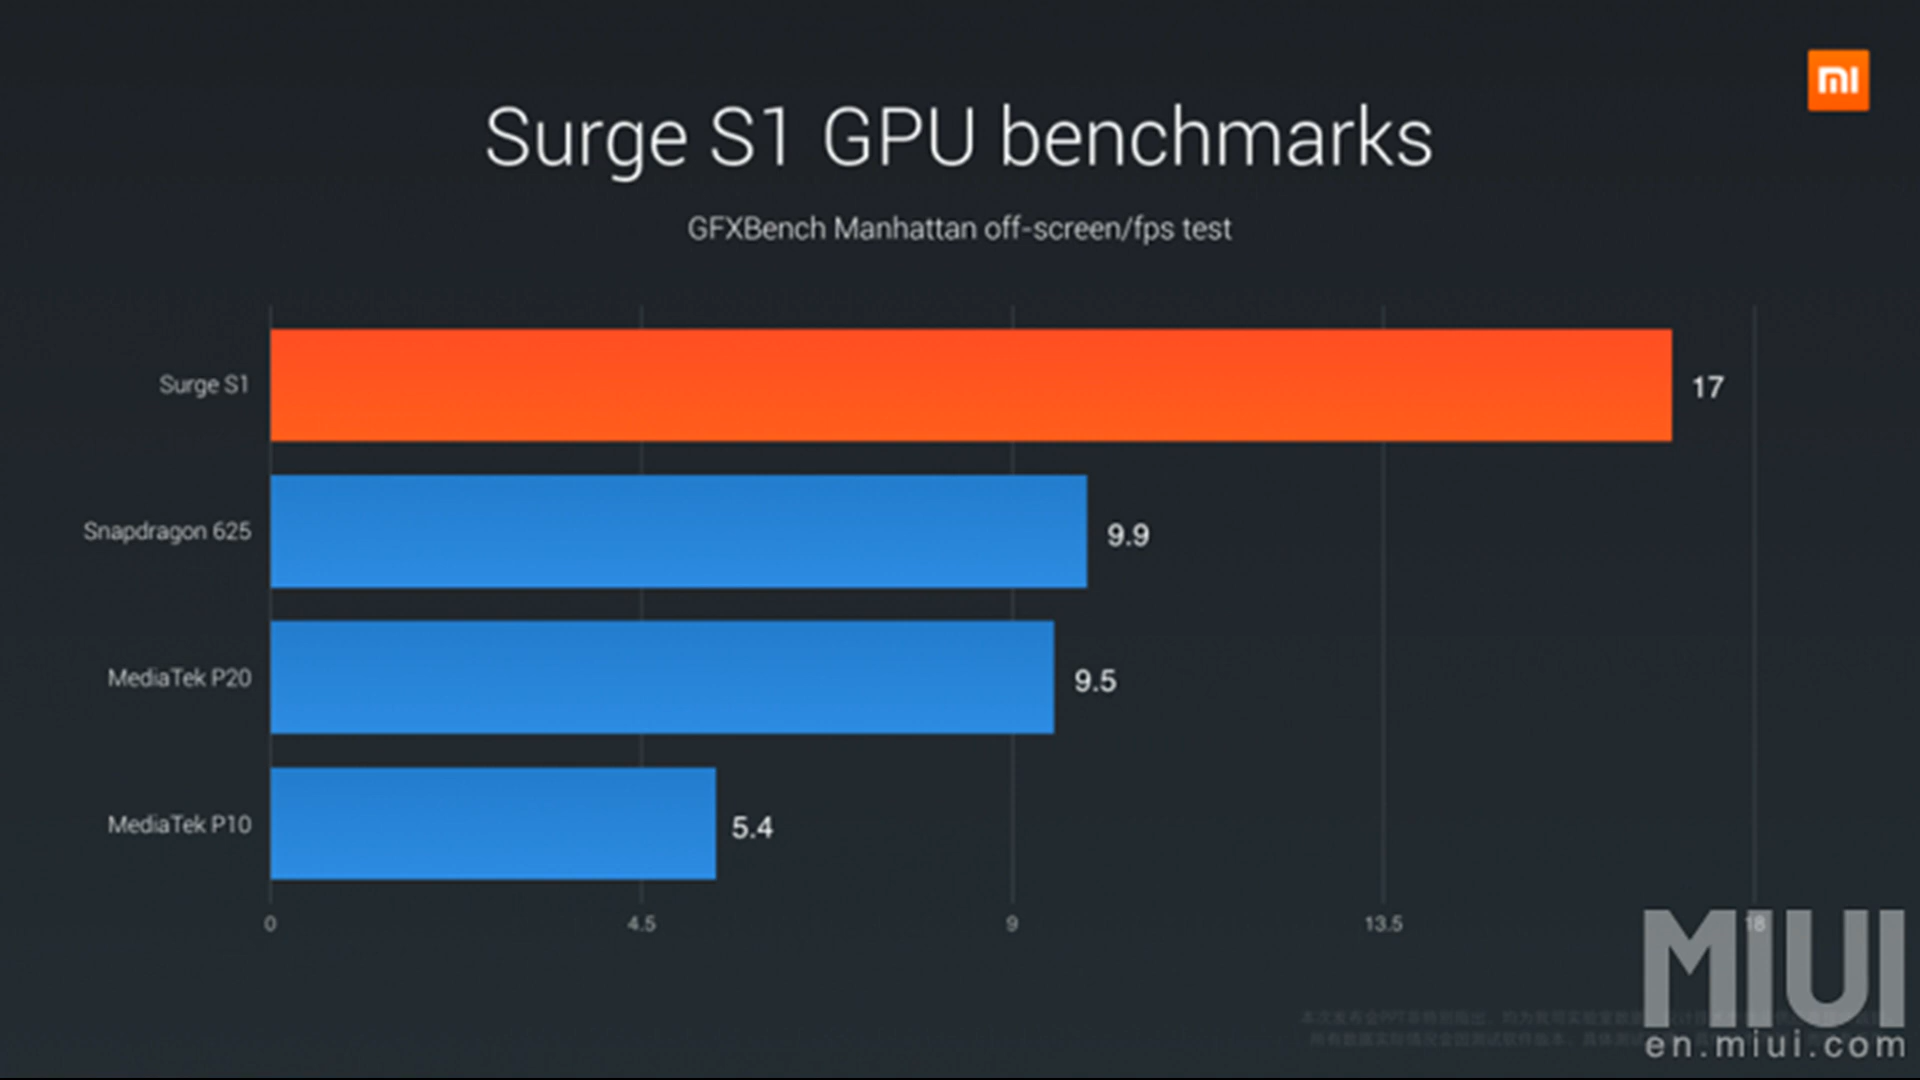 mi
Surge S1 GPU benchmarks
GFXBench Manhattan off-screen/fps test
Surge S1
17
Snapdragon 625
9.9
MediaTek P20
9.5
MediaTek P10
5.4
0
4.5
9
13.5
18
MIUI
en.miui.com